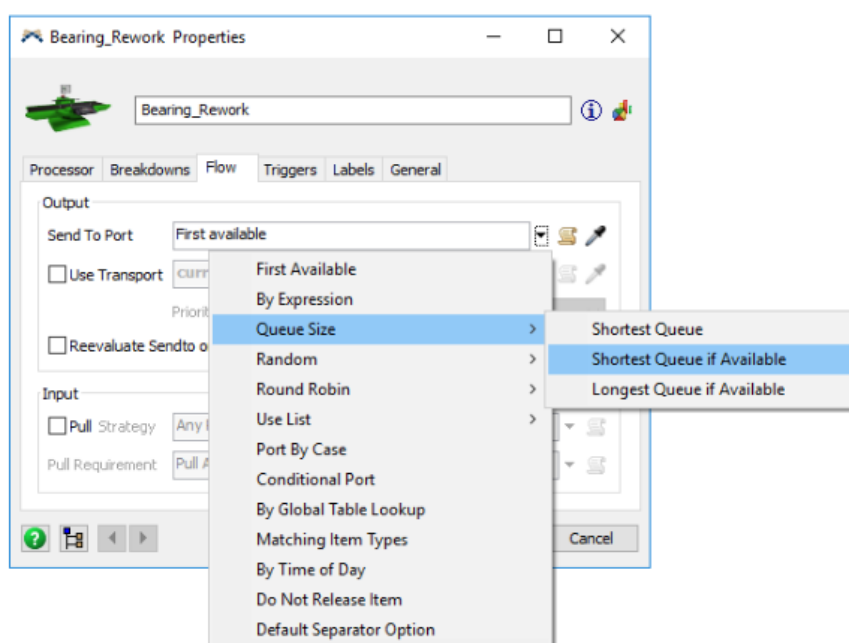 Bearing_Rework Properties
Bearing_Rework
Processor Breakdowns Flow Triggers Labels General
Output
Send To Port First available
First Available
Use Transport
By Expression
Queue Size > Shortest Queue
Reevaluate Sendto
Random > Shortest Queue if Available
Input
Round Robin > Longest Queue if Available
Pull Strategy Any
Use List >
Port By Case
Pull Requirement Pull
Conditional Port
By Global Table Lookup
Matching Item Types Cancel
By Time of Day
Do Not Release Item
Default Separator Option